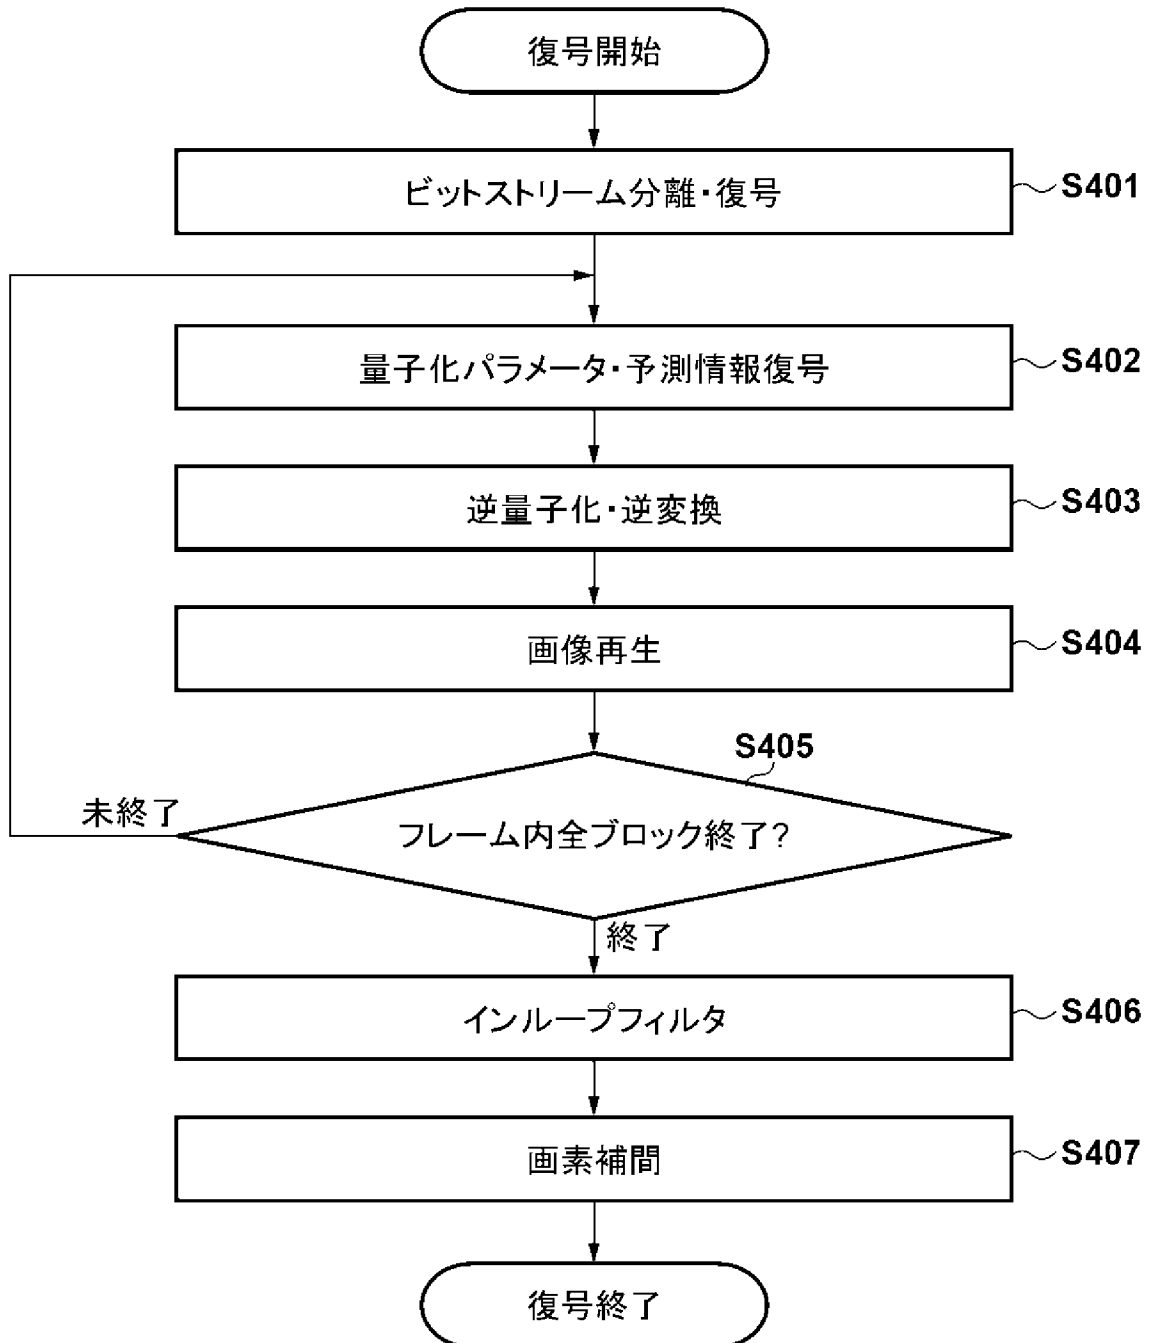 復号開始
ビットストリーム分離・復号
S401
量子化パラメータ・予測情報復号
S402
逆量子化・逆変換
S403
画像再生
S404
S405
未終了
フレーム内全ブロック終了?
終了
インループフィルタ
S406
画素補間
S407
復号終了